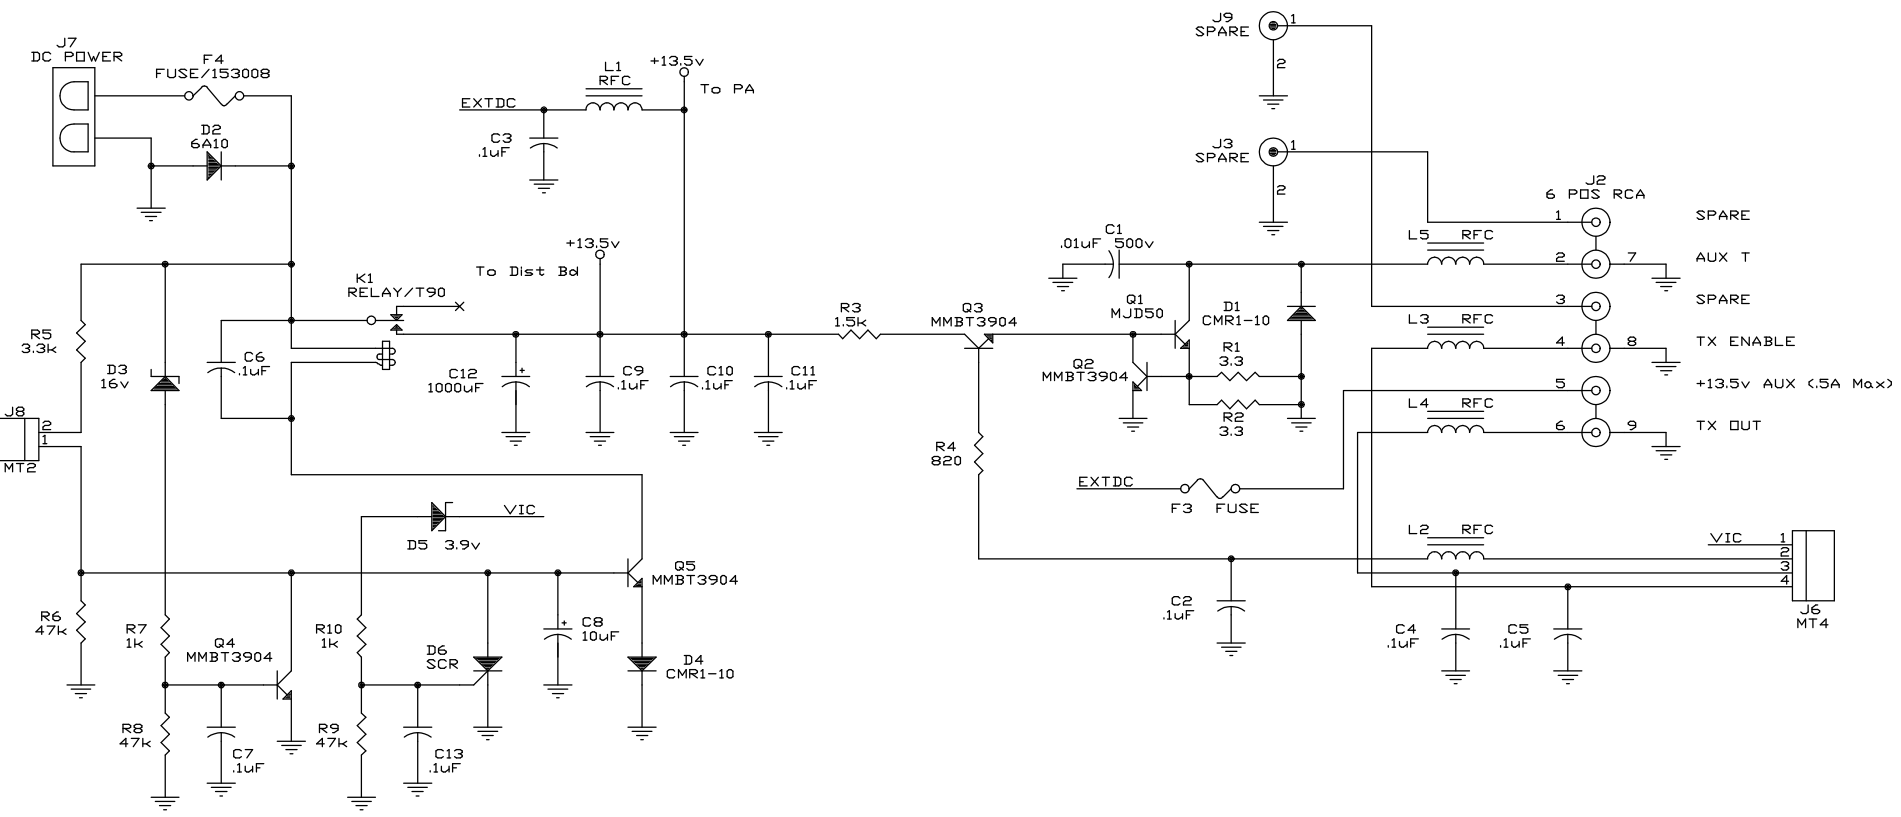 J9
SPARE
1
2
J7
DC POWER
F4
FUSE/153008
L1
RFC
+13.5v
To PA
EXTDC
C3
.1uF
D2
6A10
J3
SPARE
1
2
J2
6 POS RCA
1
SPARE
L5 RFC
2
7
AUX T
C1
.01uF 500v
+13.5v
To Dist Bd
K1
RELAY/T90
R3
1.5k
Q3
MMBT3904
Q1
MJD50
D1
CMR1-10
3
SPARE
L3 RFC
4
8
TX ENABLE
R5
3.3k
D3
16v
C6
.1uF
C12
1000uF
+
C9
.1uF
C10
.1uF
C11
.1uF
Q2
MMBT3904
R1
3.3
R2
3.3
5
+13.5v AUX (.5A Max)
L4 RFC
6
9
TX OUT
J8
2
1
MT2
R4
820
EXTDC
F3 FUSE
VIC
D5 3.9v
L2 RFC
VIC
1
2
3
4
J6
MT4
Q5
MMBT3904
R6
47k
R7
1k
Q4
MMBT3904
R10
1k
D6
SCR
+
C8
10uF
D4
CMR1-10
C2
.1uF
C4
.1uF
C5
.1uF
R8
47k
C7
.1uF
R9
47k
C13
.1uF